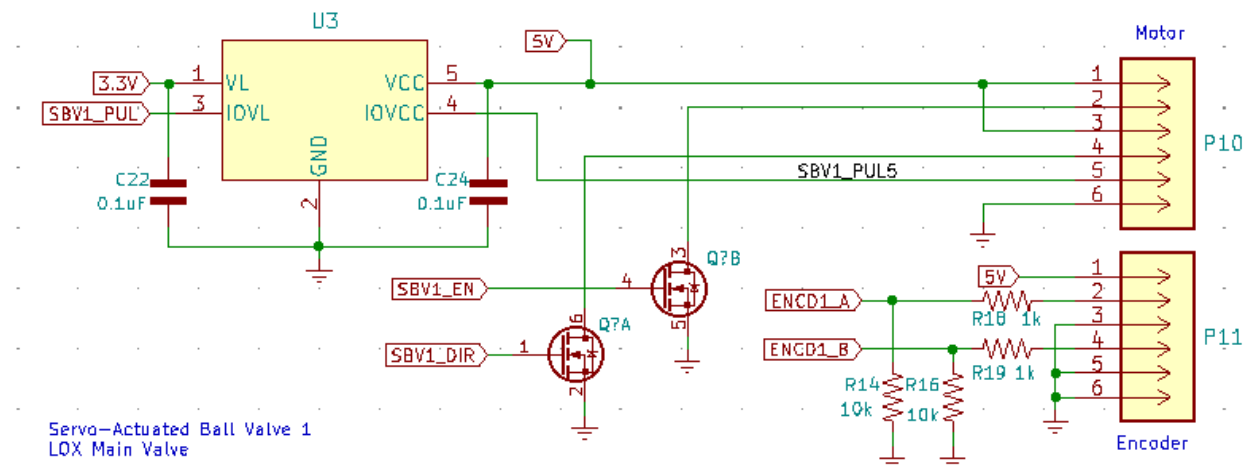 U3
5V
Motor
3.3V
1
VL
VCC
5
SBV1_PUL
3
IOVL
IOVCC
4
GND
2
C22
0.1uF
C24
0.1uF
1
2
3
4
5
6
P10
SBV1_PUL5
SBV1_EN
4
3
Q?B
5
SBV1_DIR
1
6
Q?A
2
ENCD1_A
5V
R18 1k
ENCD1_B
R19 1k
R14
10k
R16
10k
1
2
3
4
5
6
P11
Encoder
Servo-Actuated Ball Valve 1
LOX Main Valve